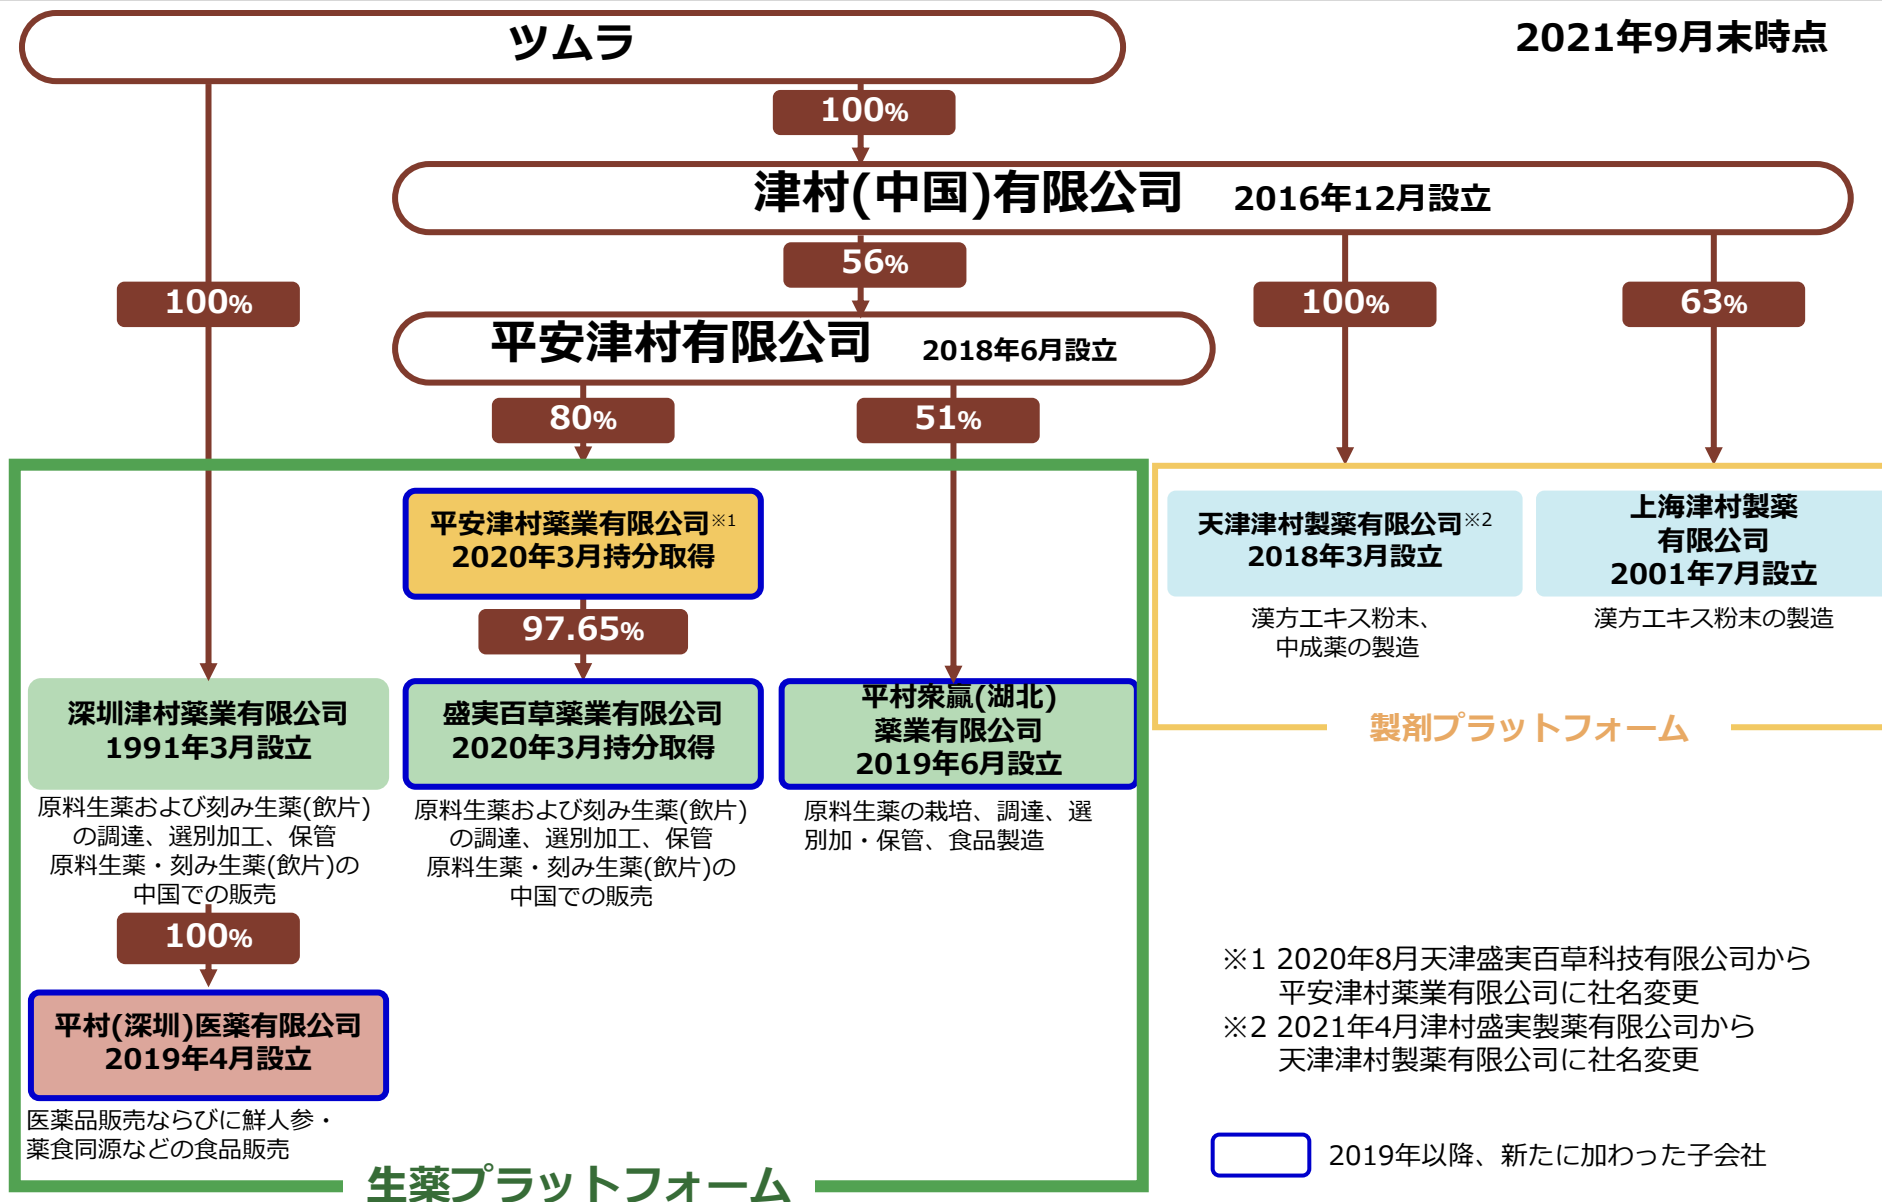 ツムラ
2021年9月末時点
100%
津村(中国)有限公司 2016年12月設立
56%
100%
100%
63%
平安津村有限公司 2018年6月設立
80%
51%
平安津村薬業有限公司※1
2020年3月持分取得
97.65%
天津津村製薬有限公司※2
2018年3月設立
漢方エキス粉末、
中成薬の製造
上海津村製薬
有限公司
2001年7月設立
漢方エキス粉末の製造
製剤プラットフォーム
深圳津村薬業有限公司
1991年3月設立
原料生薬および刻み生薬(飲片)
の調達、選別加工、保管
原料生薬・刻み生薬(飲片)の
中国での販売
盛実百草薬業有限公司
2020年3月持分取得
原料生薬および刻み生薬(飲片)
の調達、選別加工、保管
原料生薬・刻み生薬(飲片)の
中国での販売
平村衆贏(湖北)
薬業有限公司
2019年6月設立
原料生薬の栽培、調達、選
別加・保管、食品製造
100%
平村(深圳)医薬有限公司
2019年4月設立
医薬品販売ならびに鮮人参・
薬食同源などの食品販売
生薬プラットフォーム
※1 2020年8月天津盛実百草科技有限公司から
平安津村薬業有限公司に社名変更
※2 2021年4月津村盛実製薬有限公司から
天津津村製薬有限公司に社名変更
2019年以降、新たに加わった子会社